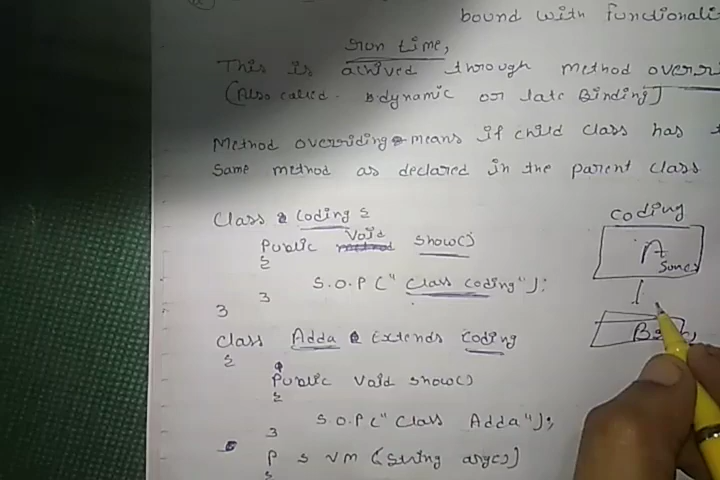 bound with functionali
run time,
This is achived through method overri
(Also called dynamic or late Binding)
Method overriding means if child class has t
Same method as declared in the parent class
Class Coding {
Public Void show()
{
S.O.P (" Class Coding");
}
}
Class Adda Extends Coding
{
Public Void show()
{
S.O.P (" Class Adda");
}
P S V M (String args)
{
Coding
A
B